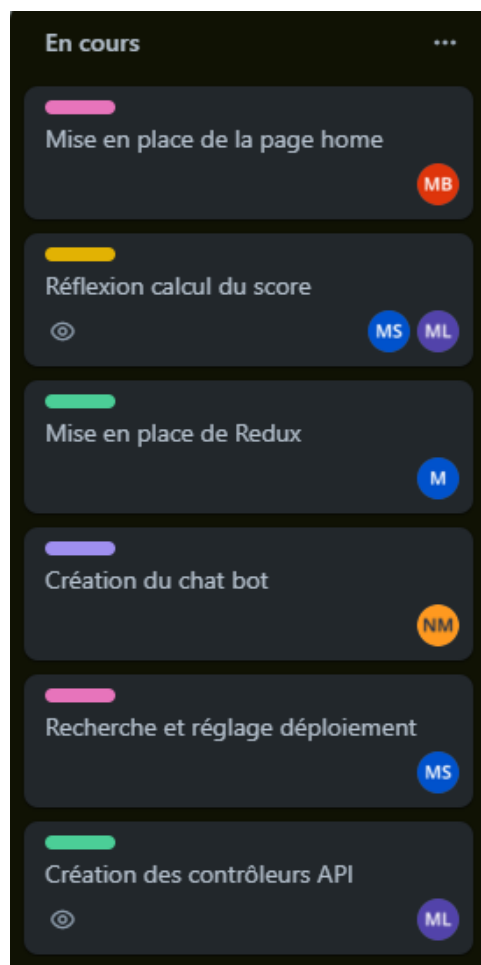 En cours
Mise en place de la page home
MB
Réflexion calcul du score
MS ML
Mise en place de Redux
M
Création du chat bot
NM
Recherche et réglage déploiement
MS
Création des contrôleurs API
ML